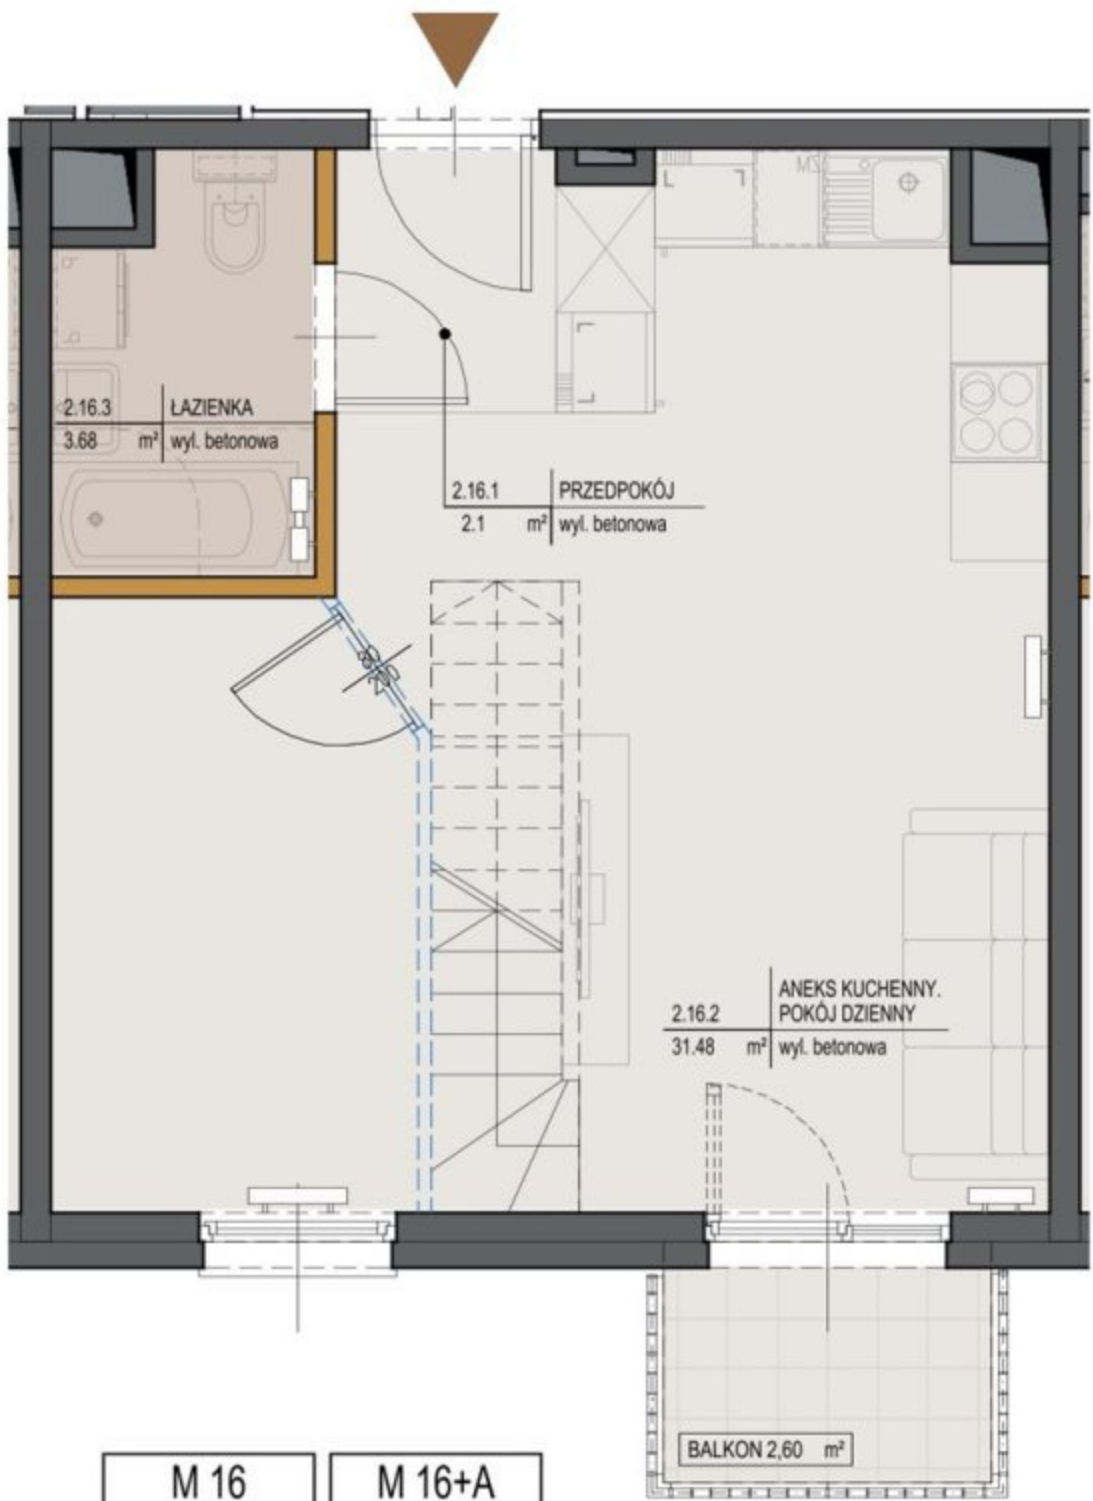 ZM
2.16.3 ŁAZIENKA
3.68 m² wyl. betonowa
2.16.1 PRZEDPOKÓJ
2.1 m² wyl. betonowa
2.16.2 ANEKS KUCHENNY.
POKÓJ DZIENNY
31.48 m² wyl. betonowa
BALKON 2,60 m²
M 16
M 16+A